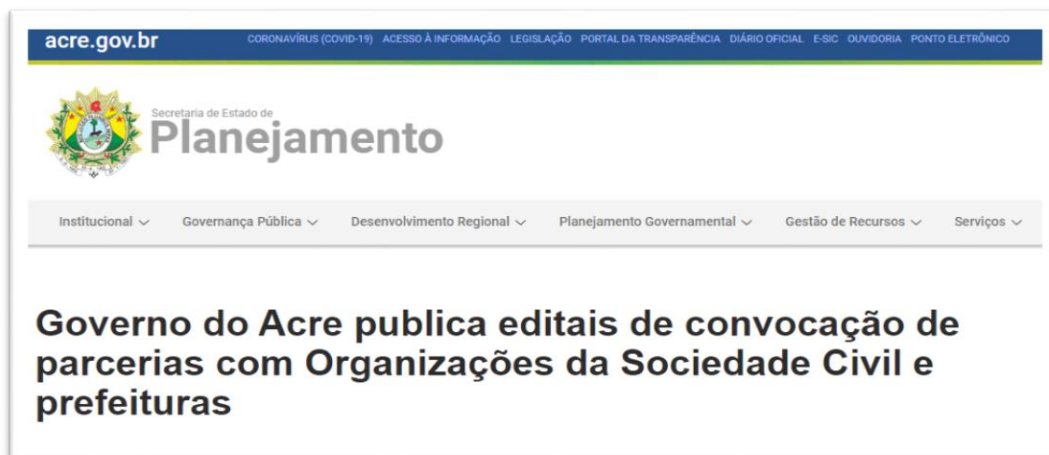 acre.gov.br
CORONAVÍRUS (COVID-19) ACESSO À INFORMAÇÃO LEGISLAÇÃO PORTAL DA TRANSPARÊNCIA DIÁRIO OFICIAL E-SIC OUVIDORIA PONTO ELETRÔNICO
Secretaria de Estado de
Planejamento
Institucional Governança Pública Desenvolvimento Regional Planejamento Governamental Gestão de Recursos Serviços
Governo do Acre publica editais de convocação de
parcerias com Organizações da Sociedade Civil e
prefeituras